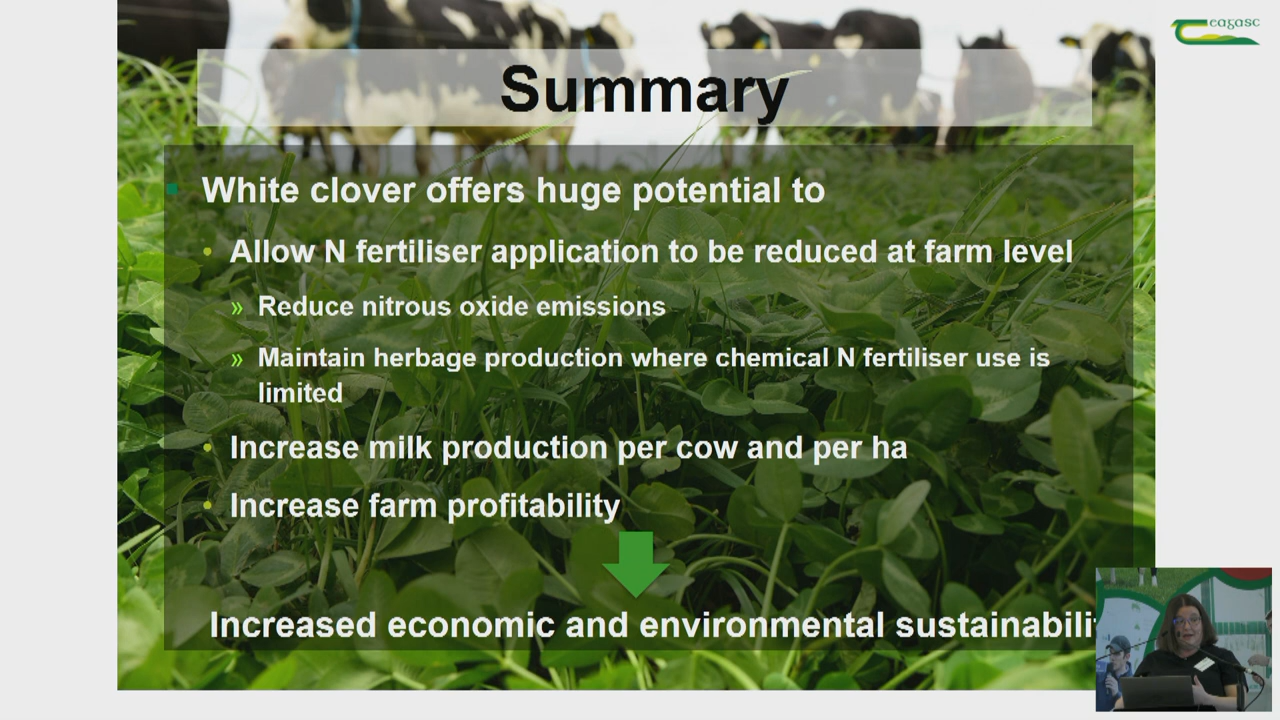 Teagasc
Summary
White clover offers huge potential to
Allow N fertiliser application to be reduced at farm level
» Reduce nitrous oxide emissions
» Maintain herbage production where chemical N fertiliser use is
limited
Increase milk production per cow and per ha
Increase farm profitability
Increased economic and environmental sustainabili